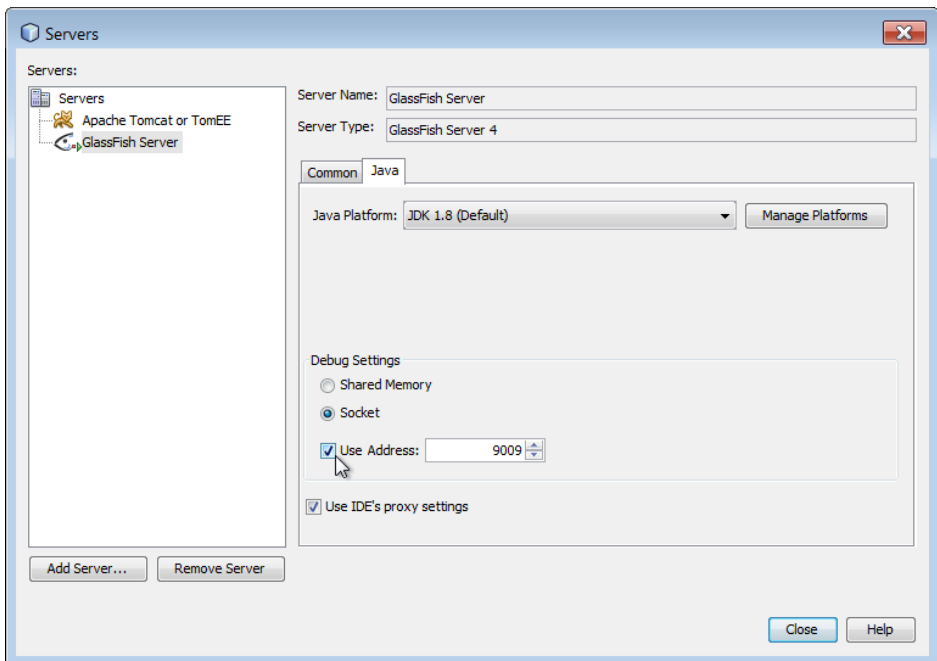 Servers
Servers:
Servers
Apache Tomcat or TomEE
GlassFish Server
Add Server...
Remove Server
Server Name: GlassFish Server
Server Type: GlassFish Server 4
Common Java
Java Platform: JDK 1.8 (Default) Manage Platforms
Debug Settings
Shared Memory
Socket
Use Address: 9009
Use IDE's proxy settings
Close Help